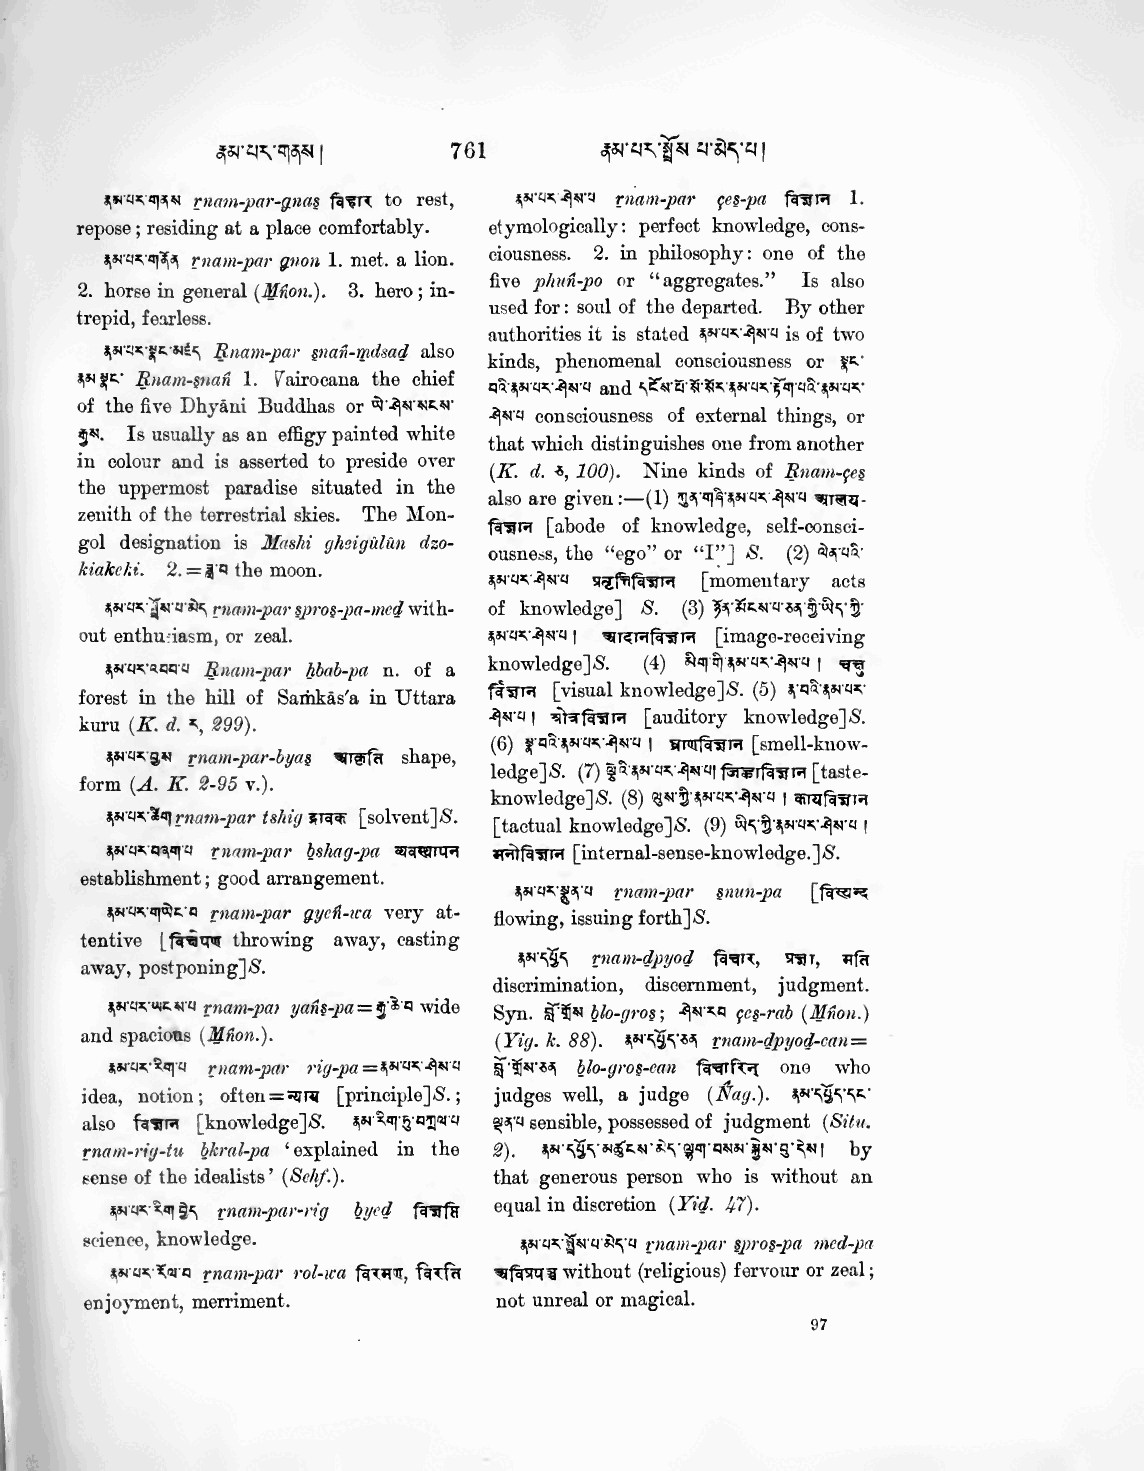 རྣམ་པར་གནས།
761
རྣམ་པར་སྤྲོས་པ་མེད་པ།
རྣམ་པར་གནས rnam-par-gnas विहार to rest,
repose; residing at a place comfortably.
རྣམ་པར་གནོན rnam-par gnon 1. met. a lion.
2. horse in general (Mṅon.). 3. hero; in-
trepid, fearless.
རྣམ་པར་སྣང་མཛད Rnam-par snaṅ-mdsad also
རྣམ་སྣང་ Rnam-snaṅ 1. Vairocana the chief
of the five Dhyāni Buddhas or ཡེ་ཤེས་སངས་
རྒྱས. Is usually as an effigy painted white
in colour and is asserted to preside over
the uppermost paradise situated in the
zenith of the terrestrial skies. The Mon-
gol designation is Mashi gheigùlùn dzo-
kiakchi. 2. = ཟླ་བ the moon.
རྣམ་པར་སྤྲོས་པ་མེད rnam-par spros-pa-med with-
out enthusiasm, or zeal.
རྣམ་པར་འབབ་པ Rnam-par ḥbab-pa n. of a
forest in the hill of Saṁkās'a in Uttara
kuru (K. d. ར, 299).
རྣམ་པར་བྱས rnam-par-byas आकृति shape,
form (A. K. 2-95 v.).
རྣམ་པར་ཚིག rnam-par tshig द्रावक [solvent]S.
རྣམ་པར་བཞག་པ rnam-par bshag-pa व्यवस्थापन
establishment; good arrangement.
རྣམ་པར་གཡེང་བ rnam-par gyeṅ-wa very at-
tentive [विक्षेपण throwing away, casting
away, postponing]S.
རྣམ་པར་ཡངས་པ rnam-par yaṅs-pa = རྒྱ་ཆེ་བ wide
and spacious (Mṅon.).
རྣམ་པར་རིག་པ rnam-par rig-pa = རྣམ་པར་ཤེས་པ
idea, notion; often = न्याय [principle]S.;
also विज्ञान [knowledge]S. རྣམ་རིག་ཏུ་བཀྲལ་པ
rnam-rig-tu bkral-pa 'explained in the
sense of the idealists' (Schf.).
རྣམ་པར་རིག་བྱེད rnam-par-rig byed विज्ञप्ति
science, knowledge.
རྣམ་པར་རོལ་བ rnam-par rol-wa विरमण, विरति
enjoyment, merriment.
རྣམ་པར་ཤེས་པ rnam-par çes-pa विज्ञान 1.
etymologically: perfect knowledge, cons-
ciousness. 2. in philosophy: one of the
five phuṅ-po or "aggregates." Is also
used for: soul of the departed. By other
authorities it is stated རྣམ་པར་ཤེས་པ is of two
kinds, phenomenal consciousness or སྣང་
བའི་རྣམ་པར་ཤེས་པ and དངོས་པོ་སོ་སོར་རྣམ་པར་རྟོག་པའི་རྣམ་པར་
ཤེས་པ consciousness of external things, or
that which distinguishes one from another
(K. d. ཅ, 100). Nine kinds of Rnam-çes
also are given:—(1) ཀུན་གཞི་རྣམ་པར་ཤེས་པ आलय-
विज्ञान [abode of knowledge, self-consci-
ousness, the "ego" or "I"] S. (2) ལེན་པའི་
རྣམ་པར་ཤེས་པ प्रवृत्तिविज्ञान [momentary acts
of knowledge] S. (3) ཉོན་མོངས་པ་ཅན་གྱི་ཡིད་ཀྱི་
རྣམ་པར་ཤེས་པ། आदानविज्ञान [image-receiving
knowledge]S. (4) མིག་གི་རྣམ་པར་ཤེས་པ། चक्षु
र्विज्ञान [visual knowledge]S. (5) རྣ་བའི་རྣམ་པར་
ཤེས་པ། श्रोत्रविज्ञान [auditory knowledge]S.
(6) སྣ་བའི་རྣམ་པར་ཤེས་པ། घ्राणविज्ञान [smell-know-
ledge]S. (7) ལྕེའི་རྣམ་པར་ཤེས་པ། जिह्वाविज्ञान [taste-
knowledge]S. (8) ལུས་ཀྱི་རྣམ་པར་ཤེས་པ། कायविज्ञान
[tactual knowledge]S. (9) ཡིད་ཀྱི་རྣམ་པར་ཤེས་པ།
मनोविज्ञान [internal-sense-knowledge.]S.
རྣམ་པར་སྣུན་པ rnam-par snun-pa [विस्यन्द
flowing, issuing forth]S.
རྣམ་དཔྱོད rnam-dpyod विचार, प्रज्ञा, मति
discrimination, discernment, judgment.
Syn. བློ་གྲོས blo-gros; ཤེས་རབ çes-rab (Mṅon.)
(Yig. k. 88). རྣམ་དཔྱོད་ཅན rnam-dpyod-can=
བློ་གྲོས་ཅན blo-gros-can विचारिन् one who
judges well, a judge (Ṅag.). རྣམ་དཔྱོད་དང་
ལྡན་པ sensible, possessed of judgment (Situ.
2). རྣམ་དཔྱོད་མཚུངས་མེད་ལྷག་བསམ་སྐྱེས་བུ་དེས། by
that generous person who is without an
equal in discretion (Yid. 47).
རྣམ་པར་སྤྲོས་པ་མེད་པ rnam-par spros-pa med-pa
अविप्रपञ्च without (religious) fervour or zeal;
not unreal or magical.
97